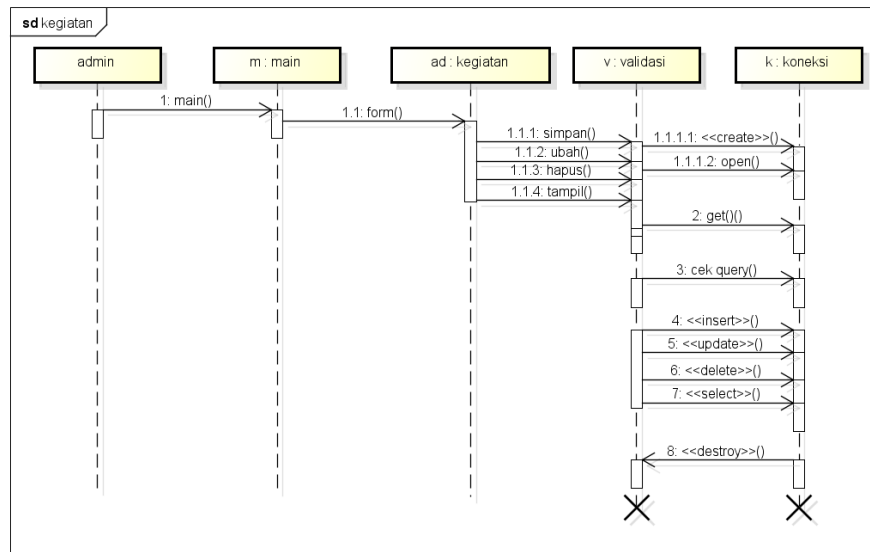 sd kegiatan
admin
m : main
ad : kegiatan
v : validasi
k : koneksi
1: main()
1.1: form()
1.1.1: simpan()
1.1.1.1: <<create>>()
1.1.2: ubah()
1.1.1.2: open()
1.1.3: hapus()
1.1.4: tampil()
2: get()()
3: cek query()
4: <<insert>>()
5: <<update>>()
6: <<delete>>()
7: <<select>>()
8: <<destroy>>()